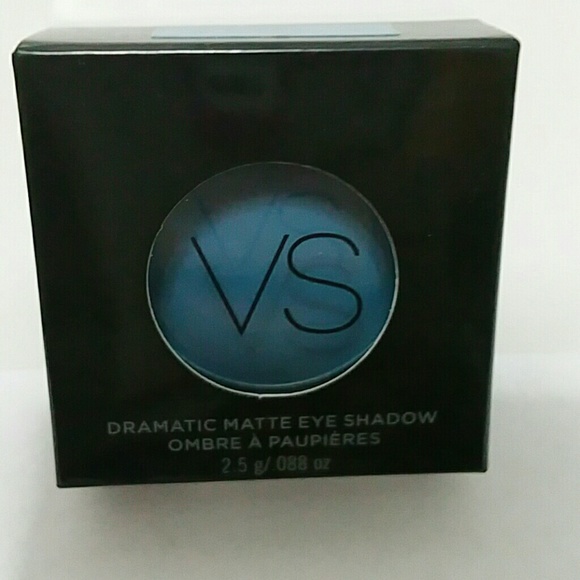 VS
DRAMATIC MATTE EYE SHADOW
OMBRE À PAUPIÉRES
2.5 g/ 088 oz